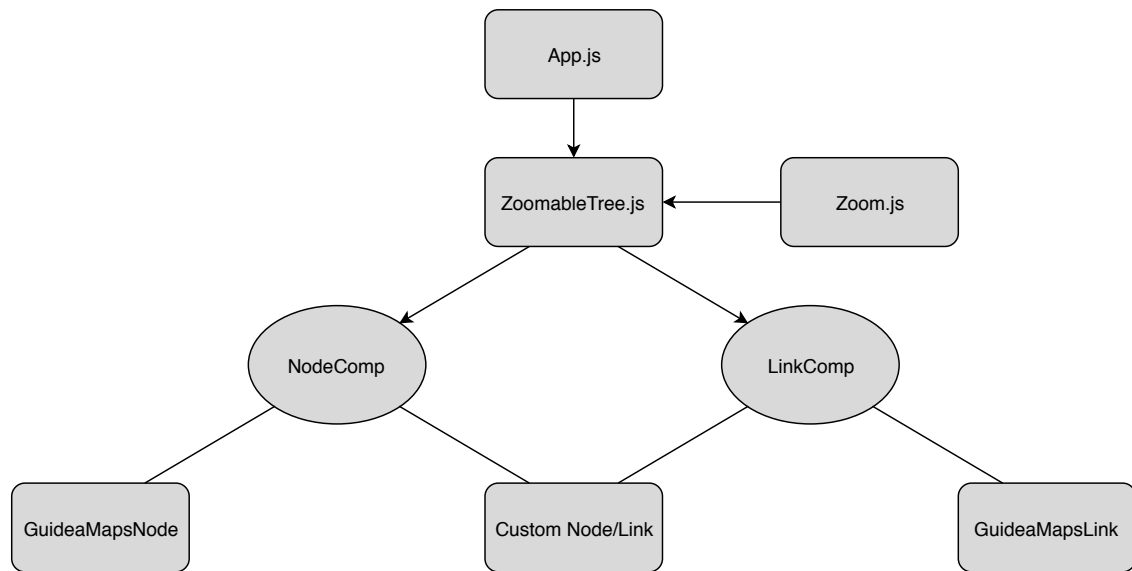 App.js
ZoomableTree.js
Zoom.js
NodeComp
LinkComp
GuideaMapsNode
Custom Node/Link
GuideaMapsLink